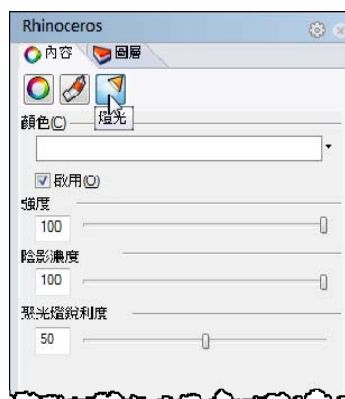 Rhinoceros
內容 圖層
燈光
顏色(C)
啟用(O)
強度
100
陰影濃度
100
聚光燈銳利度
50